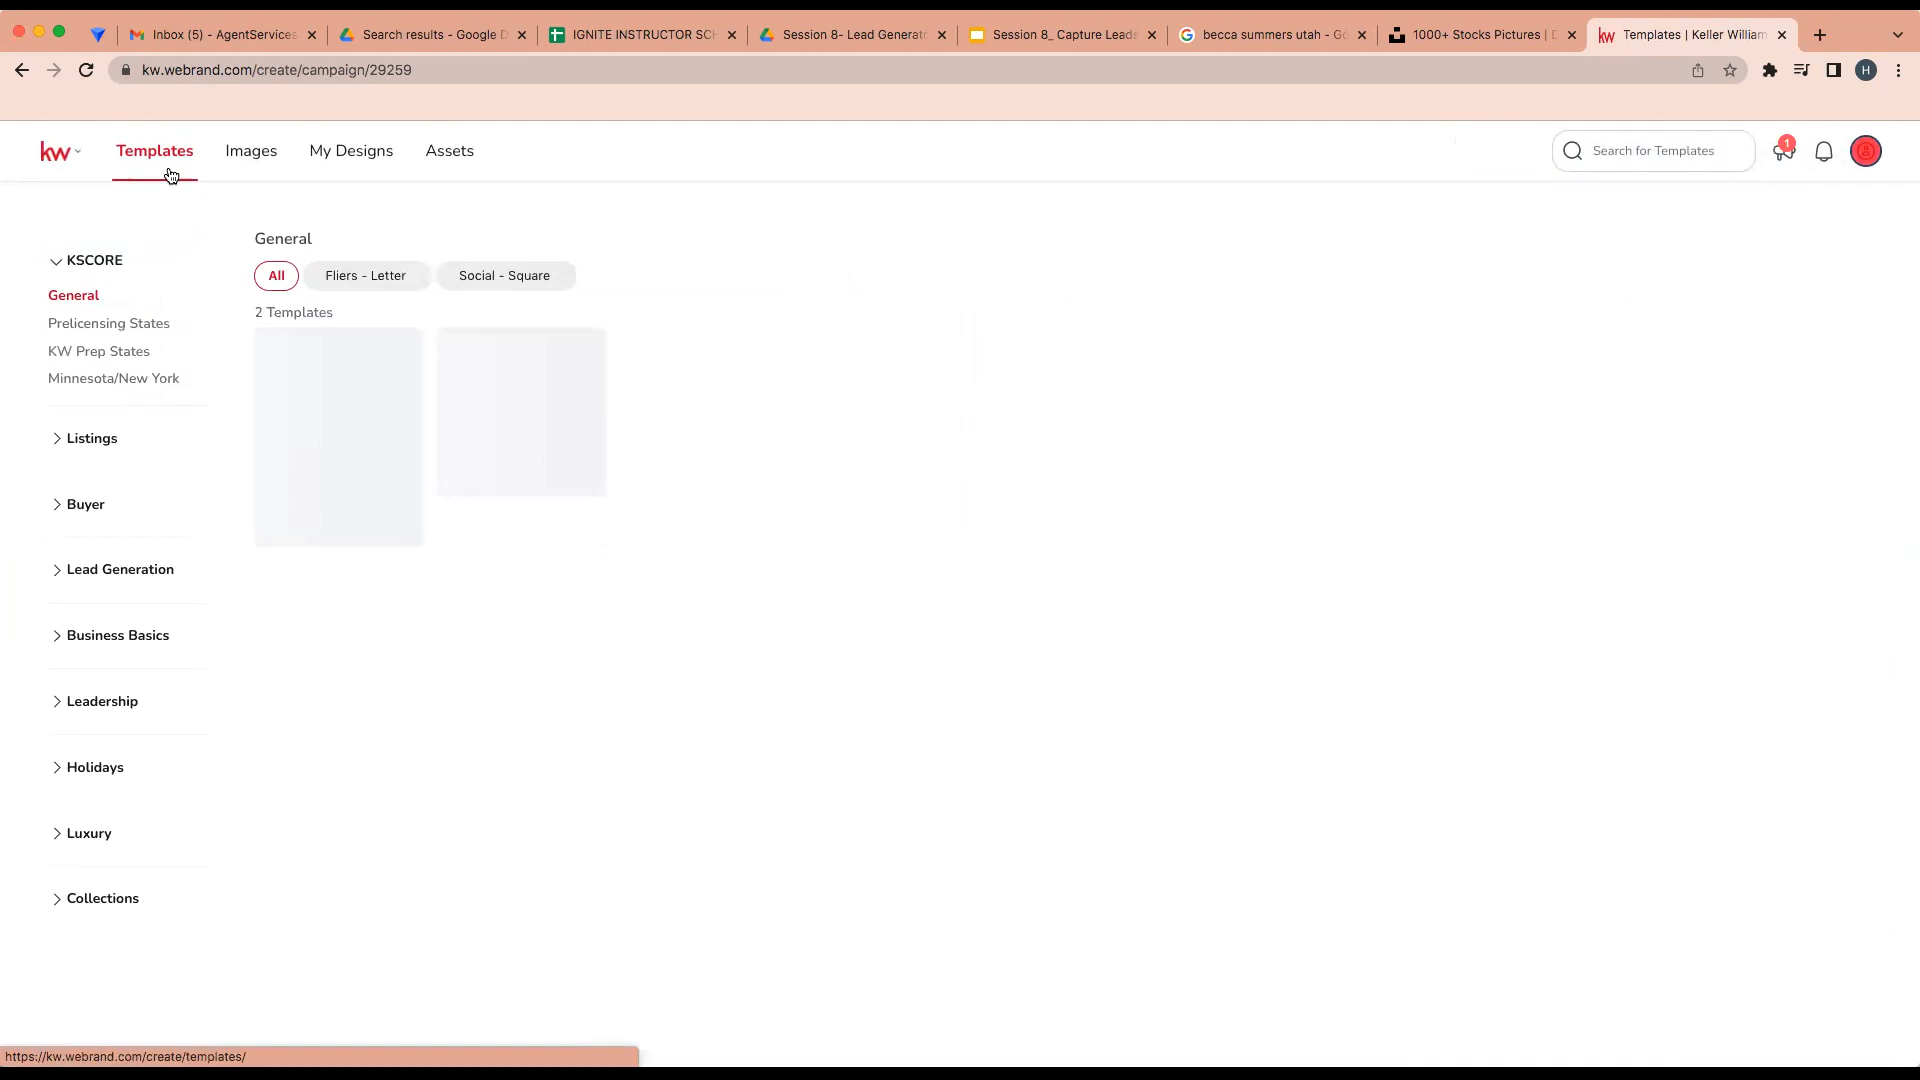 Inbox (5) - AgentServices
Search results - Google D
IGNITE INSTRUCTOR SCH
Session 8- Lead Generato
Session 8_ Capture Leads
becca summers utah - Go
1000+ Stocks Pictures | D
Templates | Keller William
kw.webrand.com/create/campaign/29259
H
kw
Templates
Images
My Designs
Assets
Search for Templates
1
KSCORE
General
Prelicensing States
KW Prep States
Minnesota/New York
Listings
Buyer
Lead Generation
Business Basics
Leadership
Holidays
Luxury
Collections
General
All
Fliers - Letter
Social - Square
2 Templates
https://kw.webrand.com/create/templates/